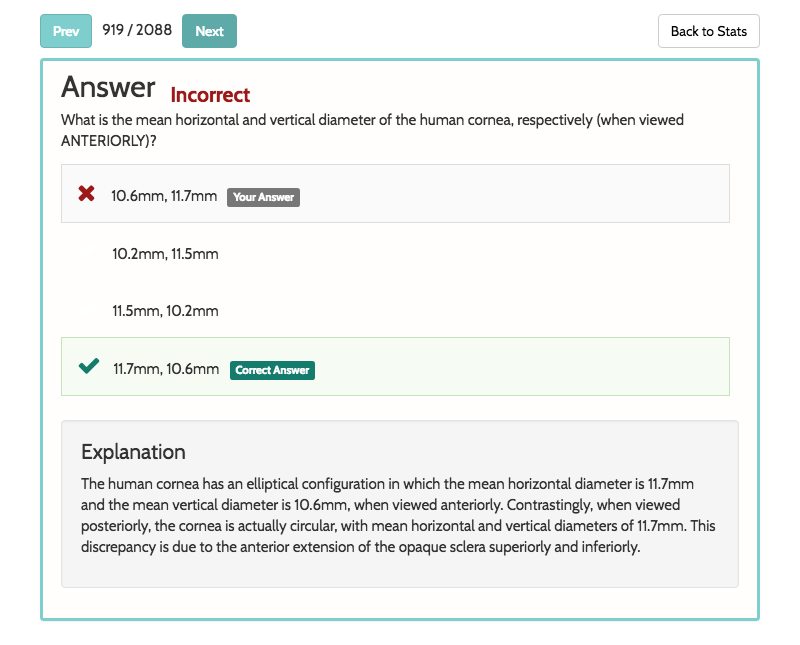 Prev 919 / 2088 Next Back to Stats
Answer Incorrect
What is the mean horizontal and vertical diameter of the human cornea, respectively (when viewed
ANTERIORLY)?
10.6mm, 11.7mm Your Answer
10.2mm, 11.5mm
11.5mm, 10.2mm
11.7mm, 10.6mm Correct Answer
Explanation
The human cornea has an elliptical configuration in which the mean horizontal diameter is 11.7mm
and the mean vertical diameter is 10.6mm, when viewed anteriorly. Contrastingly, when viewed
posteriorly, the cornea is actually circular, with mean horizontal and vertical diameters of 11.7mm. This
discrepancy is due to the anterior extension of the opaque sclera superiorly and inferiorly.